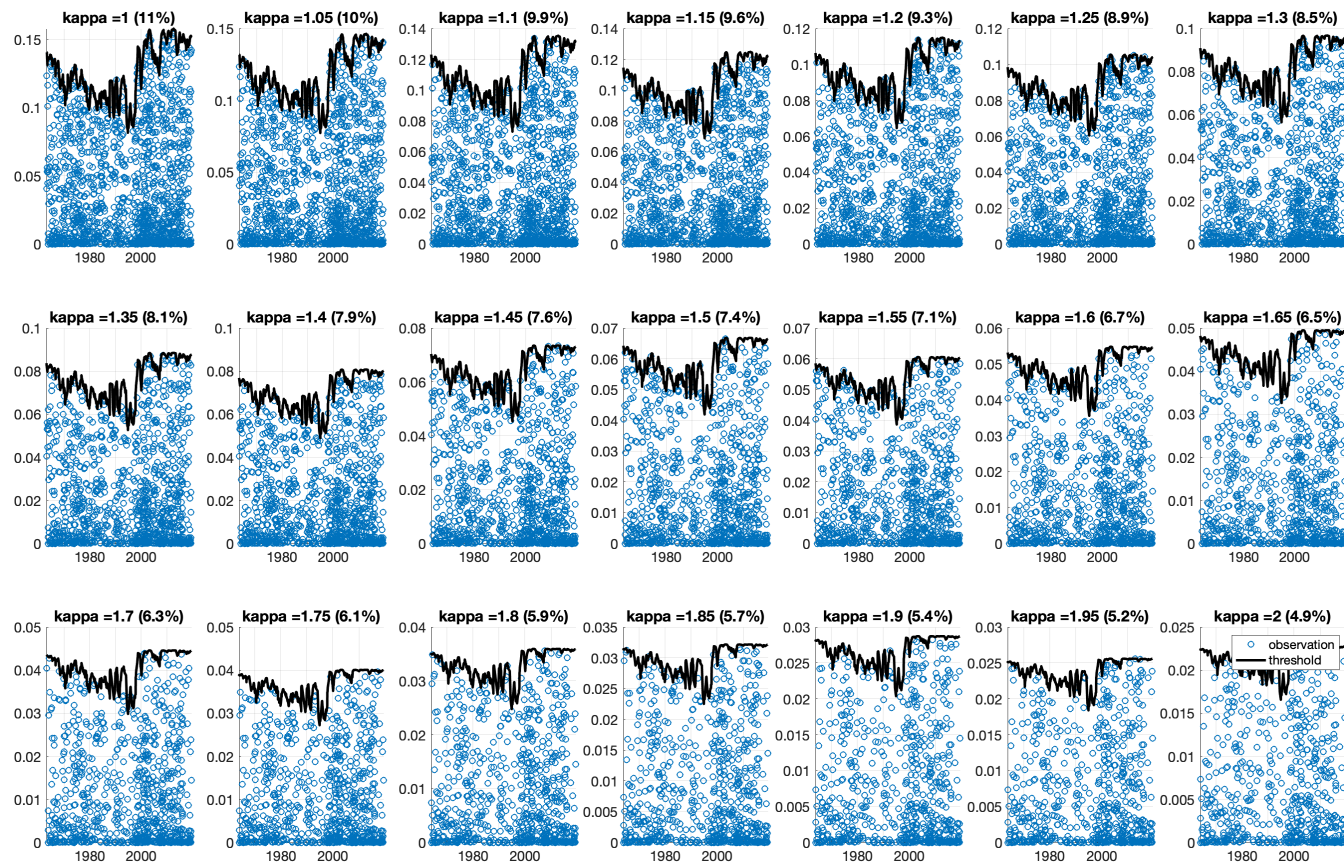 kappa =1 (11%) kappa =1.05 (10%) kappa =1.1 (9.9%) kappa =1.15 (9.6%) kappa =1.2 (9.3%) kappa =1.25 (8.9%) kappa =1.3 (8.5%)
0.15 0.15 0.14 0.14 0.12 0.12 0.1
0.12 0.12 0.1 0.1 0.08
0.1 0.1 0.1 0.1 0.08 0.08 0.06
0.08 0.08 0.06 0.06
0.05 0.05 0.06 0.06 0.04 0.04 0.04
0.04 0.04 0.02 0.02 0.02
0.02 0.02
0 0 0 0 0 0 0
1980 2000 1980 2000 1980 2000 1980 2000 1980 2000 1980 2000 1980 2000
kappa =1.35 (8.1%) kappa =1.4 (7.9%) kappa =1.45 (7.6%) kappa =1.5 (7.4%) kappa =1.55 (7.1%) kappa =1.6 (6.7%) kappa =1.65 (6.5%)
0.1 0.1 0.08 0.07 0.07 0.06 0.05
0.08 0.08 0.06 0.06 0.06 0.05 0.04
0.06 0.06 0.05 0.05 0.04
0.04 0.04 0.04 0.04 0.04 0.03 0.03
0.03 0.03 0.02 0.02
0.02 0.02 0.02 0.02 0.02 0.01 0.01
0.01 0.01
0 0 0 0 0 0 0
1980 2000 1980 2000 1980 2000 1980 2000 1980 2000 1980 2000 1980 2000
kappa =1.7 (6.3%) kappa =1.75 (6.1%) kappa =1.8 (5.9%) kappa =1.85 (5.7%) kappa =1.9 (5.4%) kappa =1.95 (5.2%) kappa =2 (4.9%)
0.05 0.05 0.04 0.035 0.03 0.03 0.025
observation
threshold
0.04 0.04 0.03 0.03 0.025 0.025 0.02
0.03 0.03 0.025 0.02 0.02 0.015
0.02 0.02 0.02 0.02 0.015 0.015 0.01
0.015 0.01 0.01
0.01 0.01 0.01 0.01 0.005 0.005 0.005
0.005
0 0 0 0 0 0 0
1980 2000 1980 2000 1980 2000 1980 2000 1980 2000 1980 2000 1980 2000